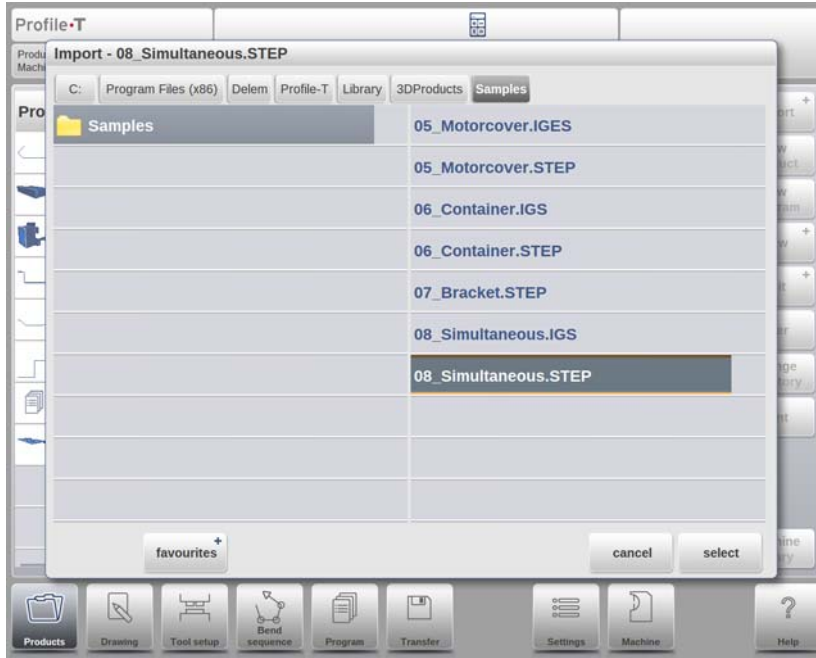 Profile-T
Import - 08_Simultaneous.STEP
C: Program Files (x86) Delem Profile-T Library 3DProducts Samples
Pro
Samples
05_Motorcover.IGES
05_Motorcover.STEP
06_Container.IGS
06_Container.STEP
07_Bracket.STEP
08_Simultaneous.IGS
08_Simultaneous.STEP
favourites +
cancel
select
Products
Drawing
Tool setup
Bend
sequence
Program
Transfer
Settings
Machine
?
Help